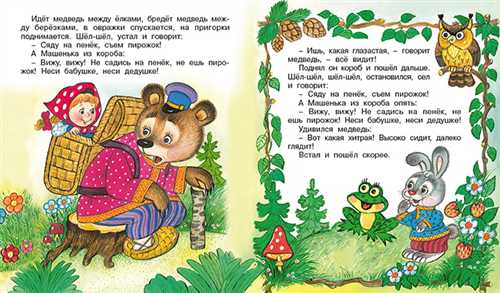 Идёт медведь между ёлками, бредёт медведь меж-
ду берёзками, в овражки спускается, на пригорки
поднимается. Шёл-шёл, устал и говорит:
– Сяду на пенёк, съем пирожок!
А Машенька из короба:
– Вижу, вижу! Не садись на пенёк, не ешь пиро-
жок! Неси бабушке, неси дедушке!
– Ишь, какая глазастая, – говорит
медведь, – всё видит!
Поднял он короб и пошёл дальше.
Шёл-шёл, шёл-шёл, остановился, сел
и говорит:
– Сяду на пенёк, съем пирожок!
А Машенька из короба опять:
– Вижу, вижу! Не садись на пенёк, не
ешь пирожок! Неси бабушке, неси дедушке!
Удивился медведь:
– Вот какая хитрая! Высоко сидит, далеко
глядит!
Встал и пошёл скорее.